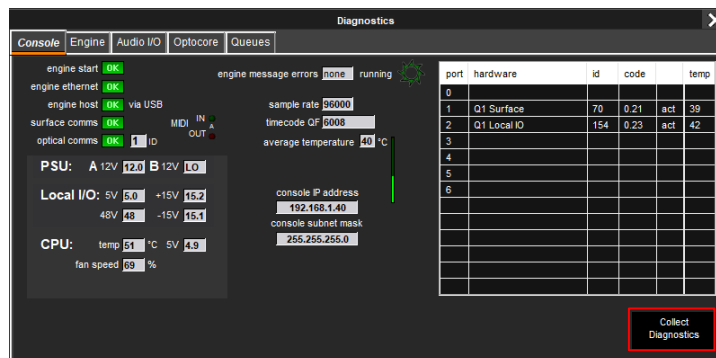 Diagnostics
Console Engine Audio I/O Optocore Queues
engine start OK
engine ethernet OK
engine host OK via USB
surface comms OK MIDI IN A
OUT
optical comms OK 1 ID
engine message errors none running
sample rate 96000
timecode QF 6008
average temperature 40 °C
PSU: A 12V 12.0 B 12V LO
Local I/O: 5V 5.0 +15V 15.2
48V 48 -15V 15.1
CPU: temp 51 °C 5V 4.9
fan speed 69 %
console IP address
192.168.1.40
console subnet mask
255.255.255.0
port hardware id code temp
0
1 Q1 Surface 70 0.21 act 39
2 Q1 Local IO 154 0.23 act 42
3
4
5
6
Collect
Diagnostics